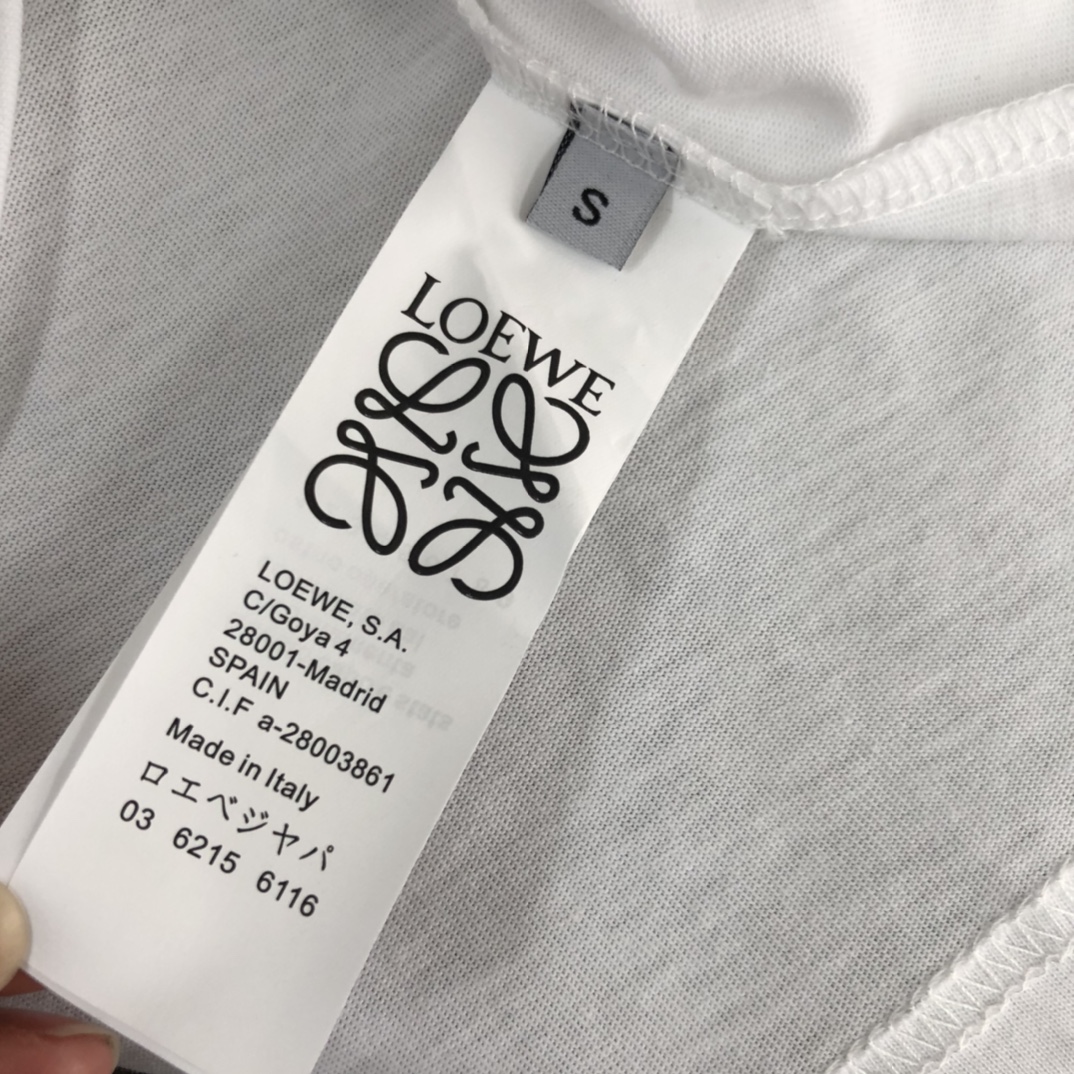 S
LOEWE
LOEWE, S.A.
C/Goya 4
28001-Madrid
SPAIN
C.I.F a-28003861
Made in Italy
ロエベジャパ
03 6215 6116